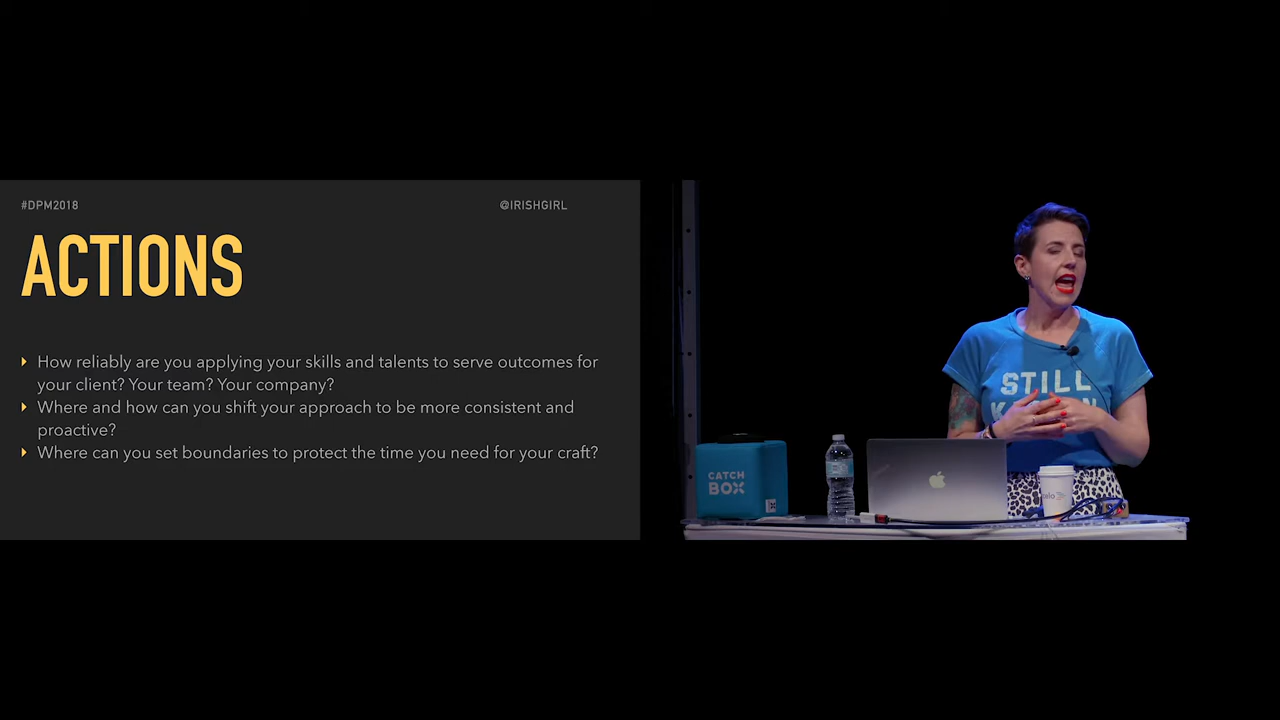 #DPM2018
@IRISHGIRL
ACTIONS
How reliably are you applying your skills and talents to serve outcomes for
your client? Your team? Your company?
Where and how can you shift your approach to be more consistent and
proactive?
Where can you set boundaries to protect the time you need for your craft?
STILL
CATCH
BOX